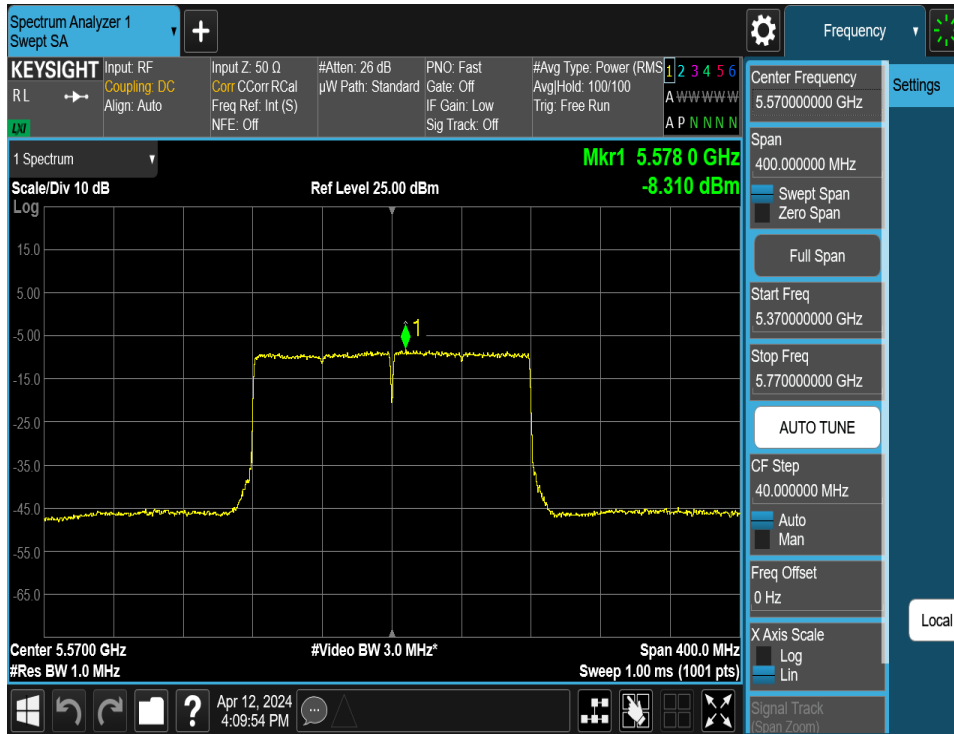 Spectrum Analyzer 1
Swept SA
+
Frequency
KEYSIGHT
R L
LXI
Input: RF
Coupling: DC
Align: Auto
Input Z: 50 Ω
Corr CCorr RCal
Freq Ref: Int (S)
NFE: Off
#Atten: 26 dB
µW Path: Standard
PNO: Fast
Gate: Off
IF Gain: Low
Sig Track: Off
#Avg Type: Power (RMS
Avg|Hold: 100/100
Trig: Free Run
1 2 3 4 5 6
A W W W W W
A P N N N N
1 Spectrum
Mkr1 5.578 0 GHz
Scale/Div 10 dB
Ref Level 25.00 dBm
-8.310 dBm
Log
15.0
5.00
-5.00
-15.0
-25.0
-35.0
-45.0
-55.0
-65.0
1
Center 5.5700 GHz
#Video BW 3.0 MHz*
Span 400.0 MHz
#Res BW 1.0 MHz
Sweep 1.00 ms (1001 pts)
?
Apr 12, 2024
4:09:54 PM
Center Frequency
5.570000000 GHz
Span
400.000000 MHz
Swept Span
Zero Span
Full Span
Start Freq
5.370000000 GHz
Stop Freq
5.770000000 GHz
AUTO TUNE
CF Step
40.000000 MHz
Auto
Man
Freq Offset
0 Hz
X Axis Scale
Log
Lin
Signal Track
(Span Zoom)
Settings
Local